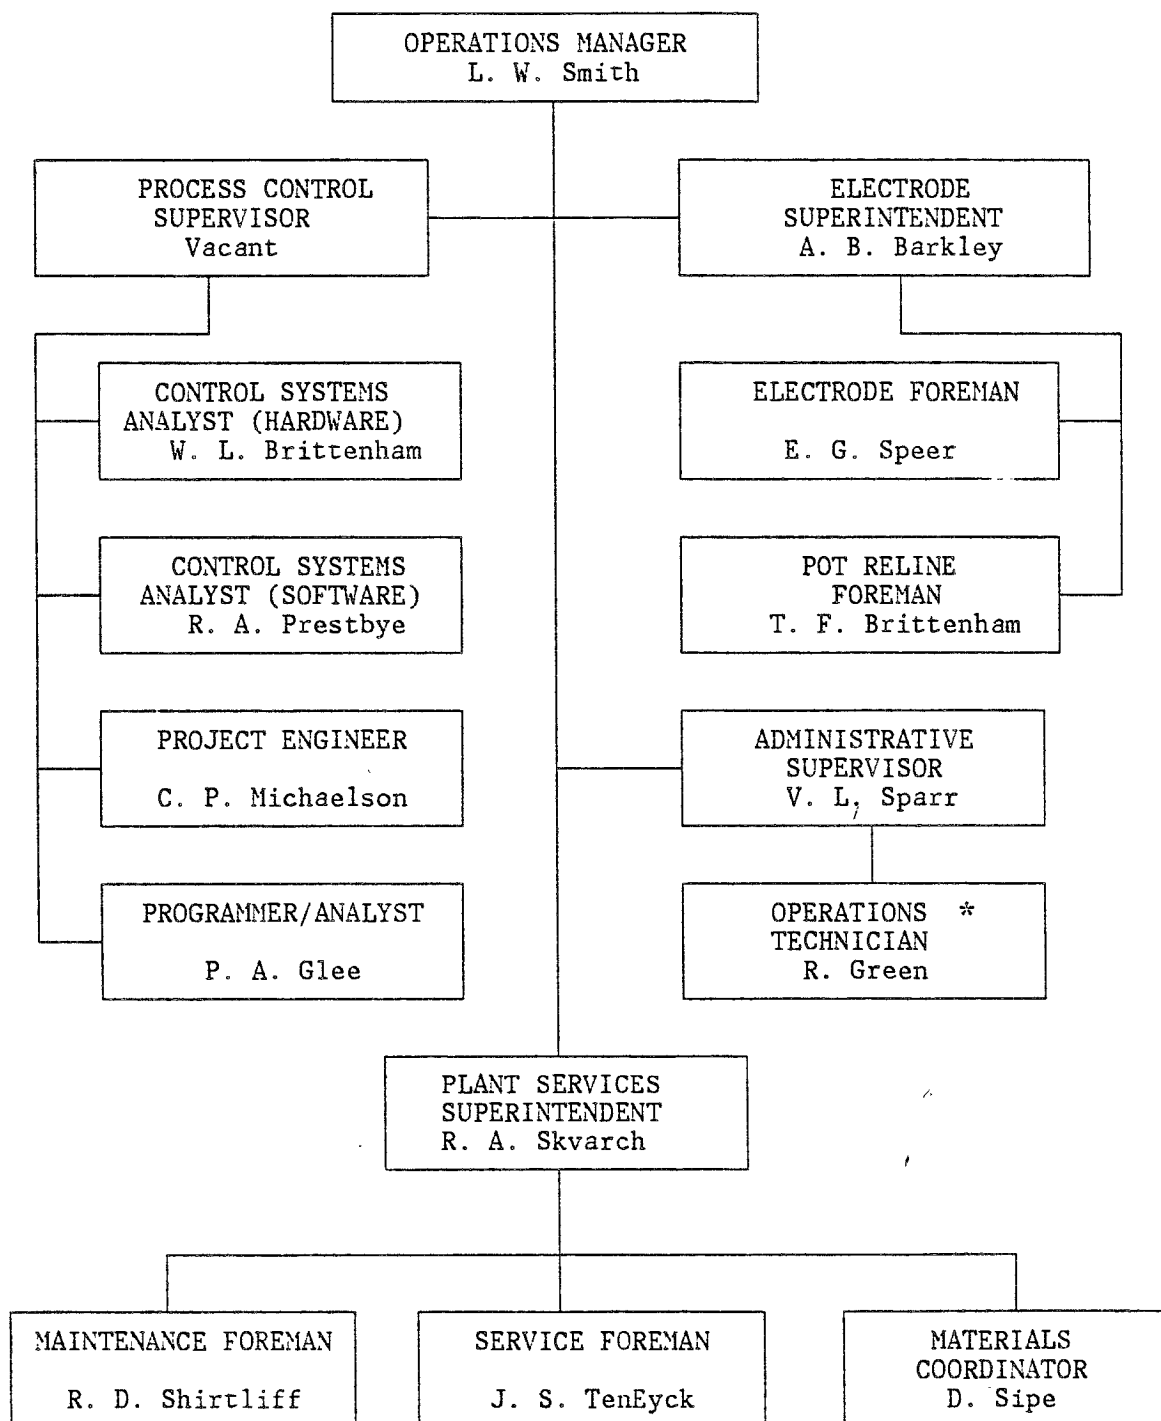 OPERATIONS MANAGER
L. W. Smith
PROCESS CONTROL
SUPERVISOR
Vacant
ELECTRODE
SUPERINTENDENT
A. B. Barkley
CONTROL SYSTEMS
ANALYST (HARDWARE)
W. L. Brittenham
ELECTRODE FOREMAN
E. G. Speer
CONTROL SYSTEMS
ANALYST (SOFTWARE)
R. A. Prestbye
POT RELINE
FOREMAN
T. F. Brittenham
PROJECT ENGINEER
C. P. Michaelson
ADMINISTRATIVE
SUPERVISOR
V. L. Sparr
PROGRAMMER/ANALYST
P. A. Glee
OPERATIONS *
TECHNICIAN
R. Green
PLANT SERVICES
SUPERINTENDENT
R. A. Skvarch
MAINTENANCE FOREMAN
R. D. Shirtliff
SERVICE FOREMAN
J. S. TenEyck
MATERIALS
COORDINATOR
D. Sipe